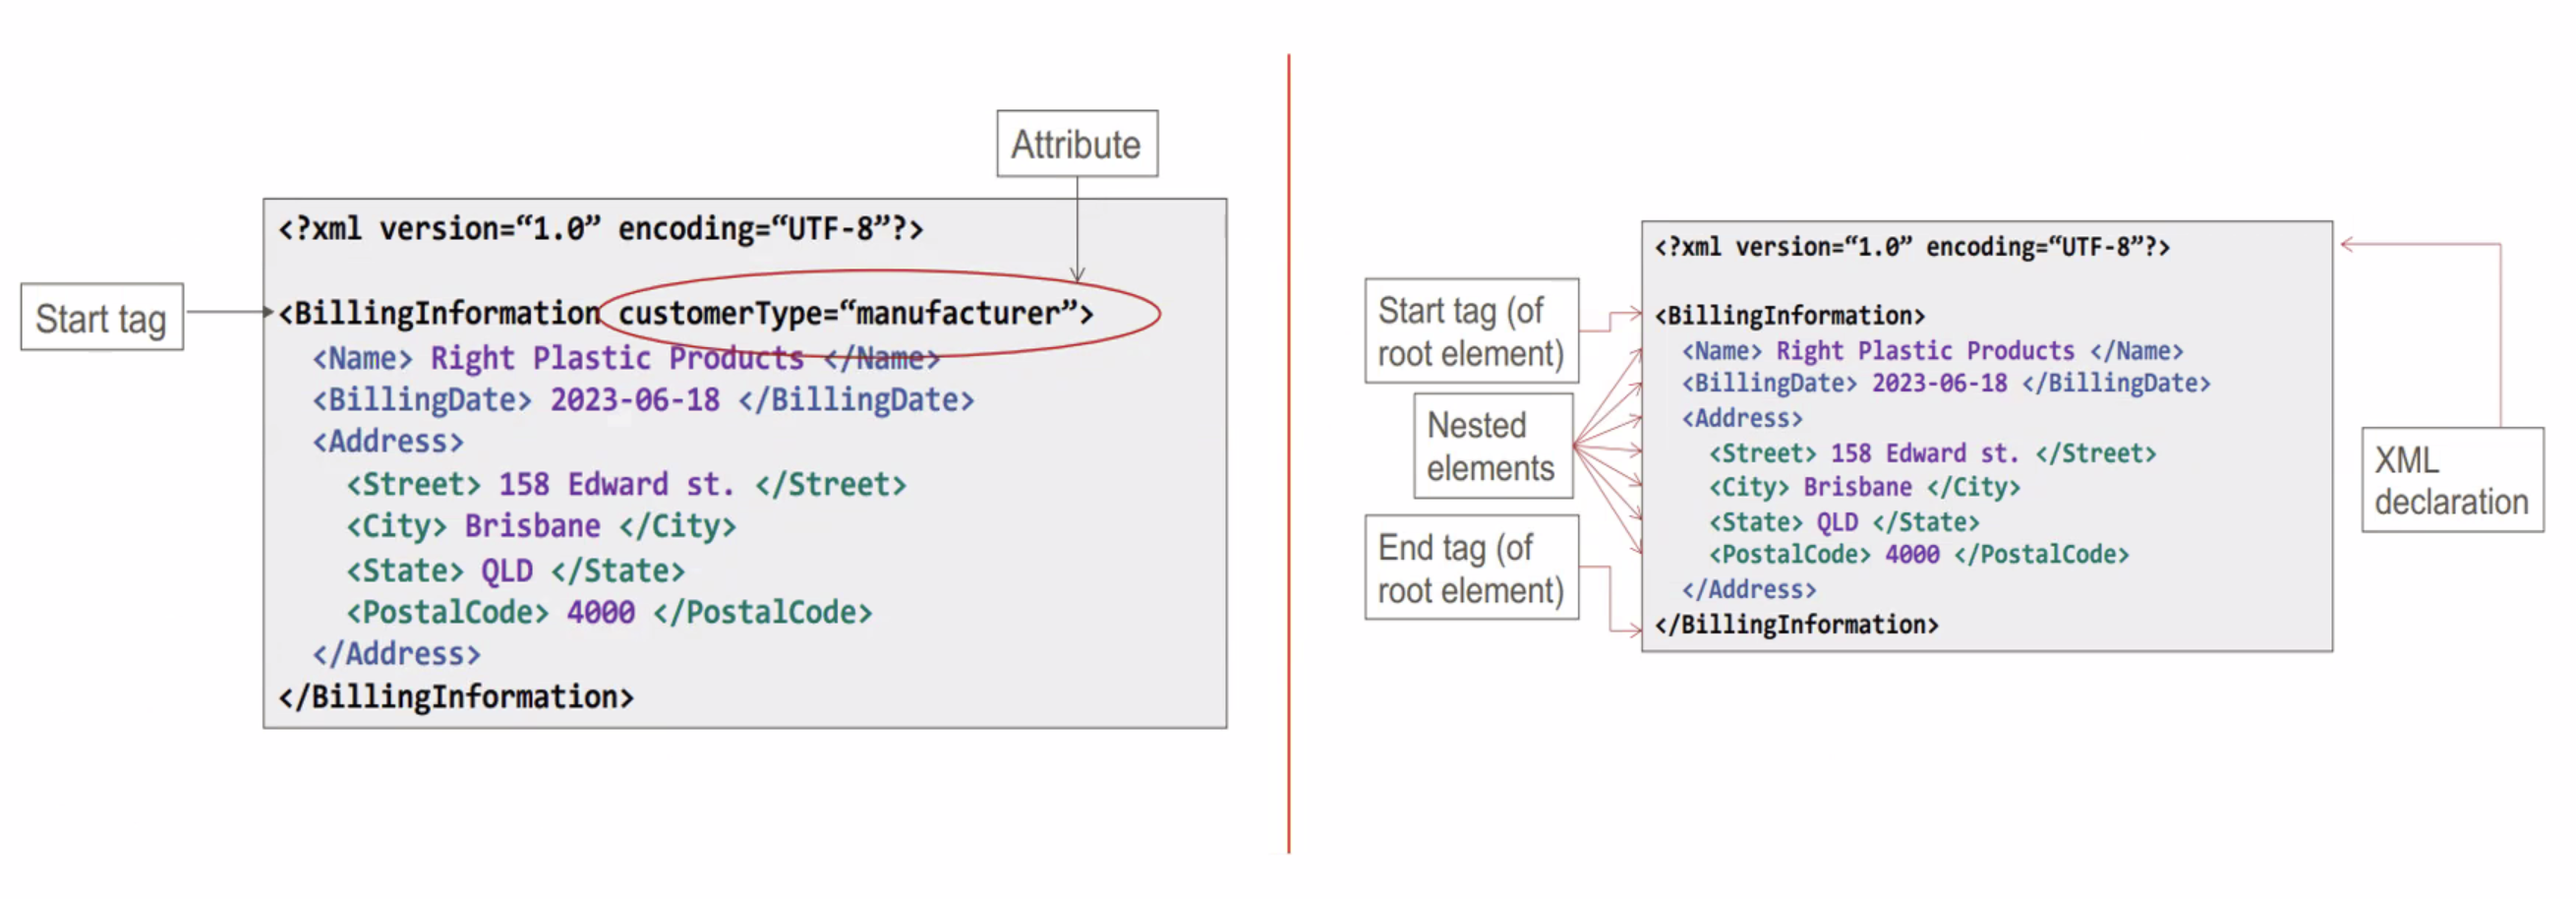 Attribute
<?xml version=“1.0” encoding=“UTF-8”?>
Start tag
<BillingInformation customerType=“manufacturer”>
<Name> Right Plastic Products </Name>
<BillingDate> 2023-06-18 </BillingDate>
<Address>
<Street> 158 Edward st. </Street>
<City> Brisbane </City>
<State> QLD </State>
<PostalCode> 4000 </PostalCode>
</Address>
</BillingInformation>
<?xml version=“1.0” encoding=“UTF-8”?>
Start tag (of
root element)
<BillingInformation>
<Name> Right Plastic Products </Name>
<BillingDate> 2023-06-18 </BillingDate>
<Address>
Nested
elements
<Street> 158 Edward st. </Street>
<City> Brisbane </City>
<State> QLD </State>
<PostalCode> 4000 </PostalCode>
</Address>
End tag (of
root element)
</BillingInformation>
XML
declaration